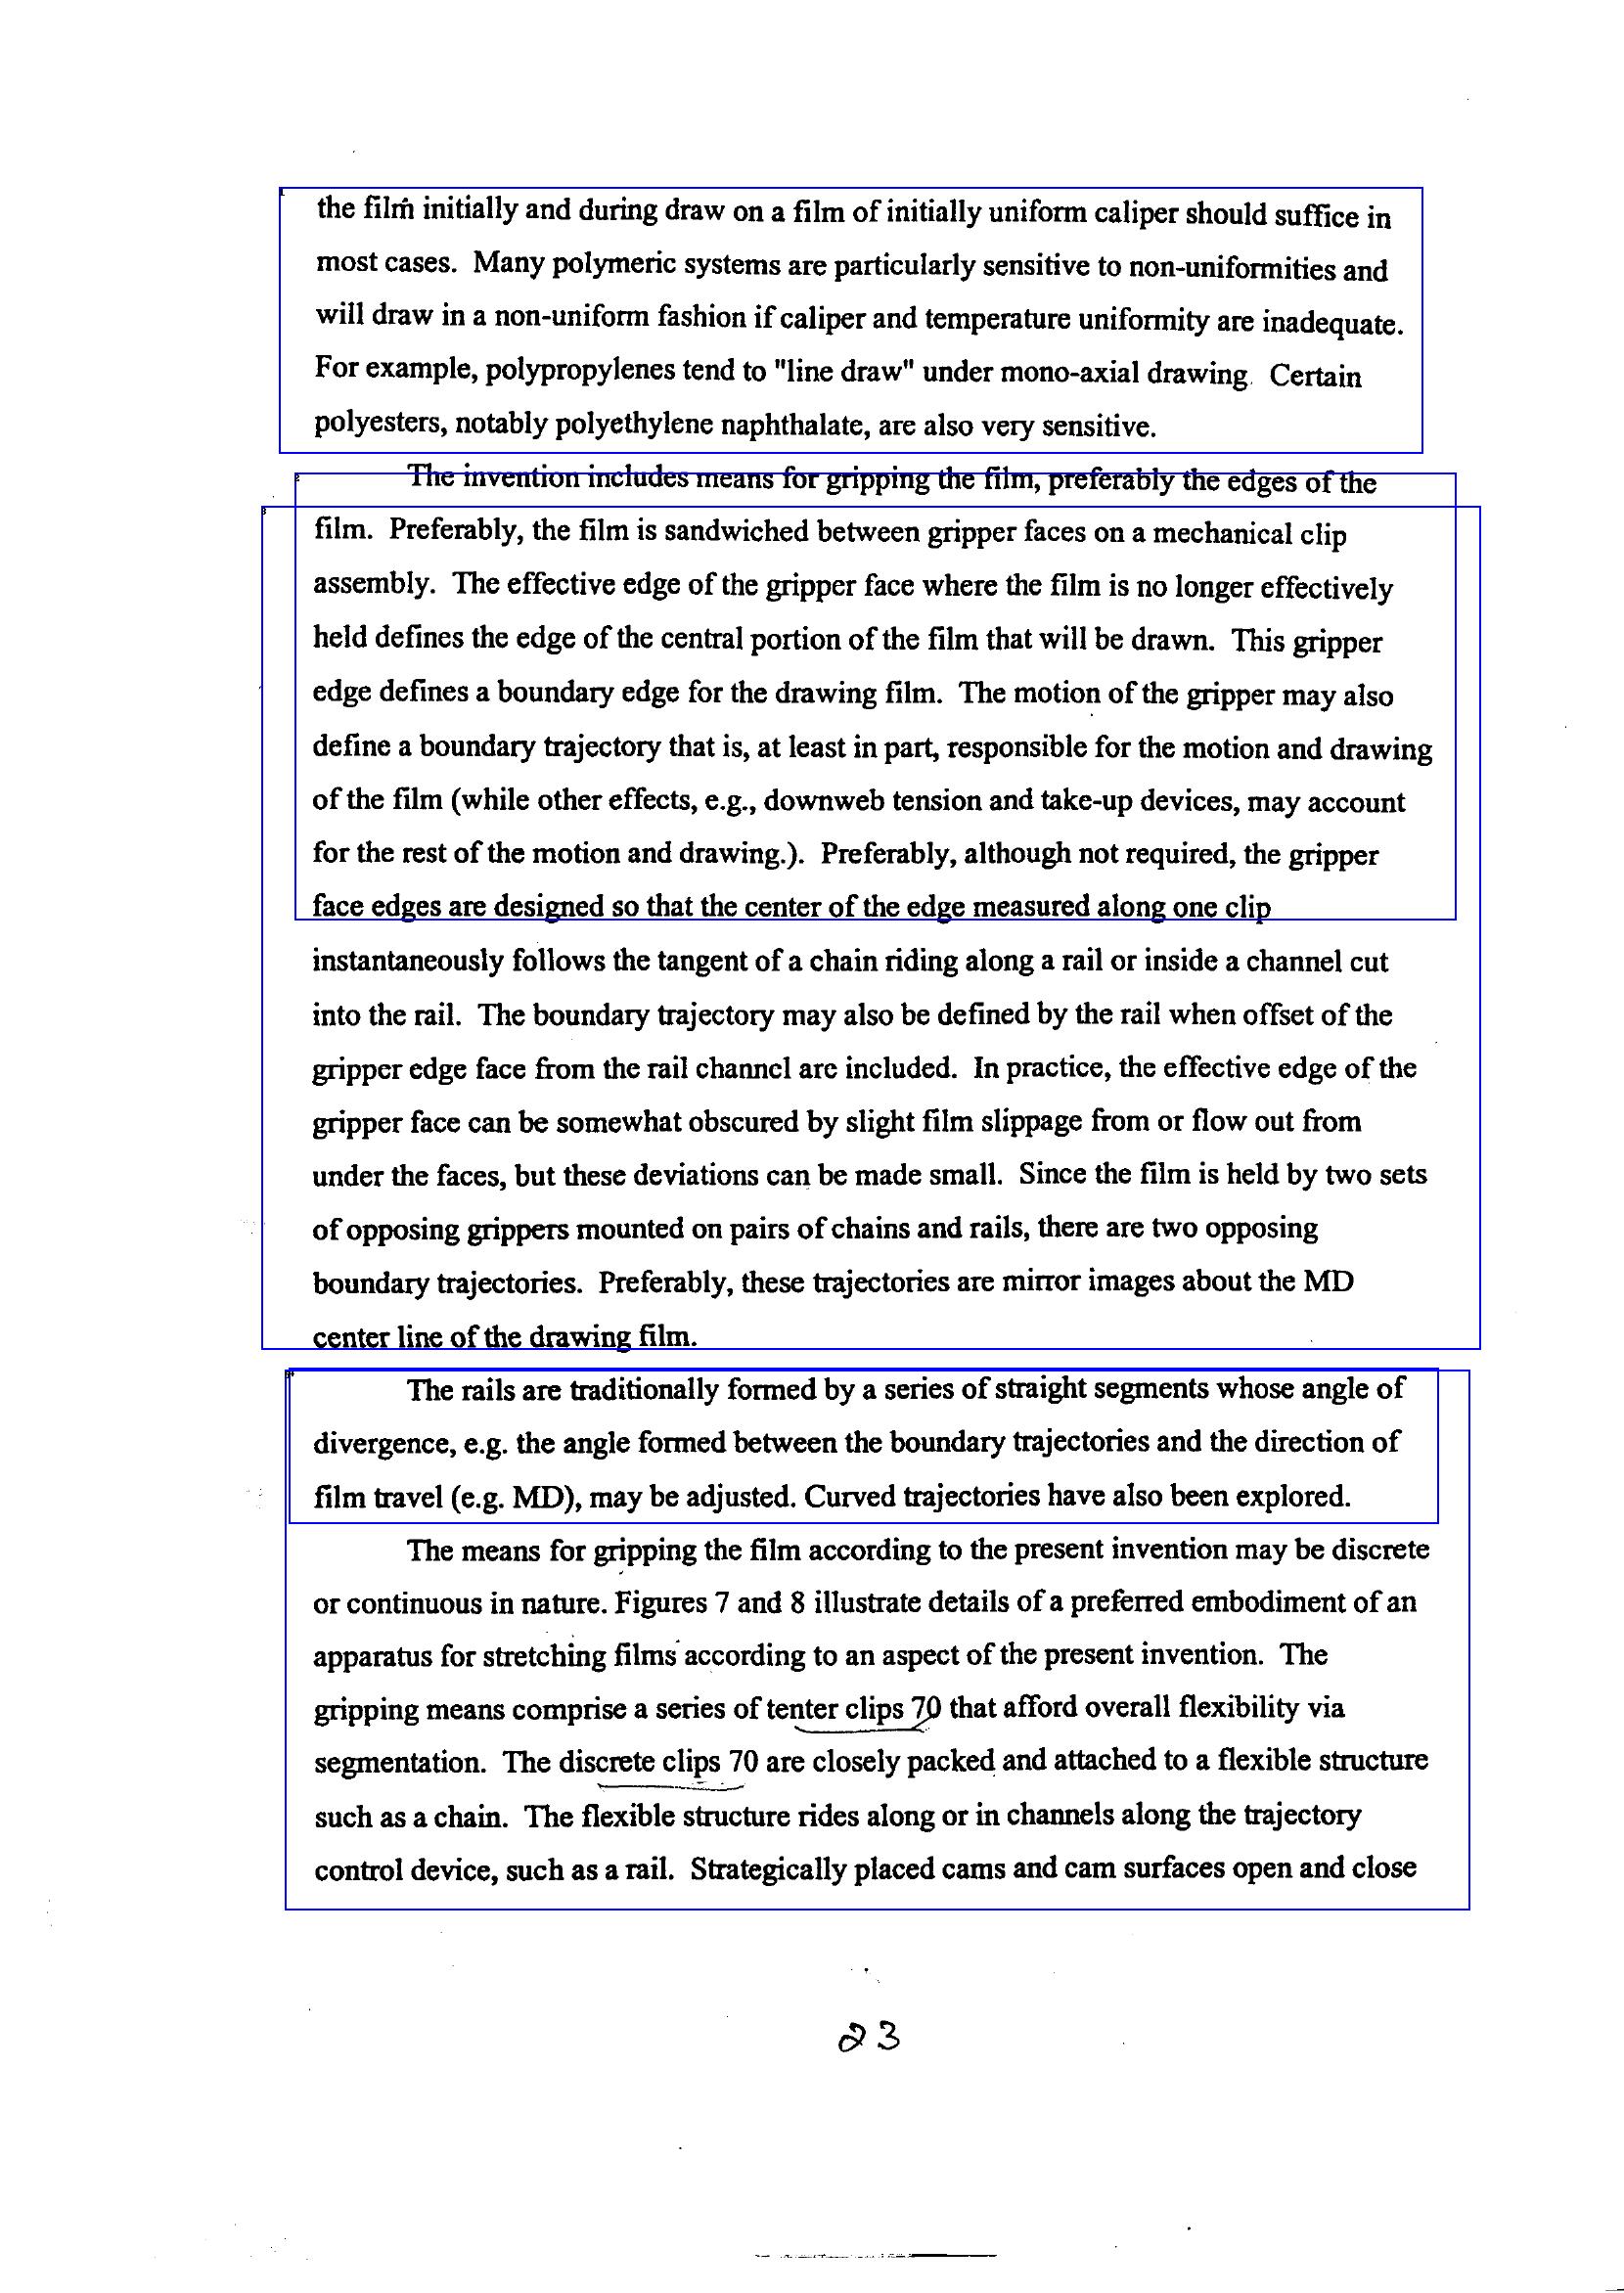 the film initially and during draw on a film of initially uniform caliper should suffice in
most cases.  Many polymeric systems are particularly sensitive to non-uniformities and
will draw in a non-uniform fashion if caliper and temperature uniformity are inadequate.
For example, polypropylenes tend to "line draw" under mono-axial drawing.  Certain
polyesters, notably polyethylene naphthalate, are also very sensitive.
The invention includes means for gripping the film, preferably the edges of the
film.  Preferably, the film is sandwiched between gripper faces on a mechanical clip
assembly.  The effective edge of the gripper face where the film is no longer effectively
held defines the edge of the central portion of the film that will be drawn.  This gripper
edge defines a boundary edge for the drawing film.  The motion of the gripper may also
define a boundary trajectory that is, at least in part, responsible for the motion and drawing
of the film (while other effects, e.g., downweb tension and take-up devices, may account
for the rest of the motion and drawing.).  Preferably, although not required, the gripper
face edges are designed so that the center of the edge measured along one clip
instantaneously follows the tangent of a chain riding along a rail or inside a channel cut
into the rail.  The boundary trajectory may also be defined by the rail when offset of the
gripper edge face from the rail channel are included.  In practice, the effective edge of the
gripper face can be somewhat obscured by slight film slippage from or flow out from
under the faces, but these deviations can be made small.  Since the film is held by two sets
of opposing grippers mounted on pairs of chains and rails, there are two opposing
boundary trajectories.  Preferably, these trajectories are mirror images about the MD
center line of the drawing film.
The rails are traditionally formed by a series of straight segments whose angle of
divergence, e.g. the angle formed between the boundary trajectories and the direction of
film travel (e.g. MD), may be adjusted. Curved trajectories have also been explored.
The means for gripping the film according to the present invention may be discrete
or continuous in nature. Figures 7 and 8 illustrate details of a preferred embodiment of an
apparatus for stretching films according to an aspect of the present invention.  The
gripping means comprise a series of tenter clips 70 that afford overall flexibility via
segmentation.  The discrete clips 70 are closely packed and attached to a flexible structure
such as a chain.  The flexible structure rides along or in channels along the trajectory
control device, such as a rail.  Strategically placed cams and cam surfaces open and close
23